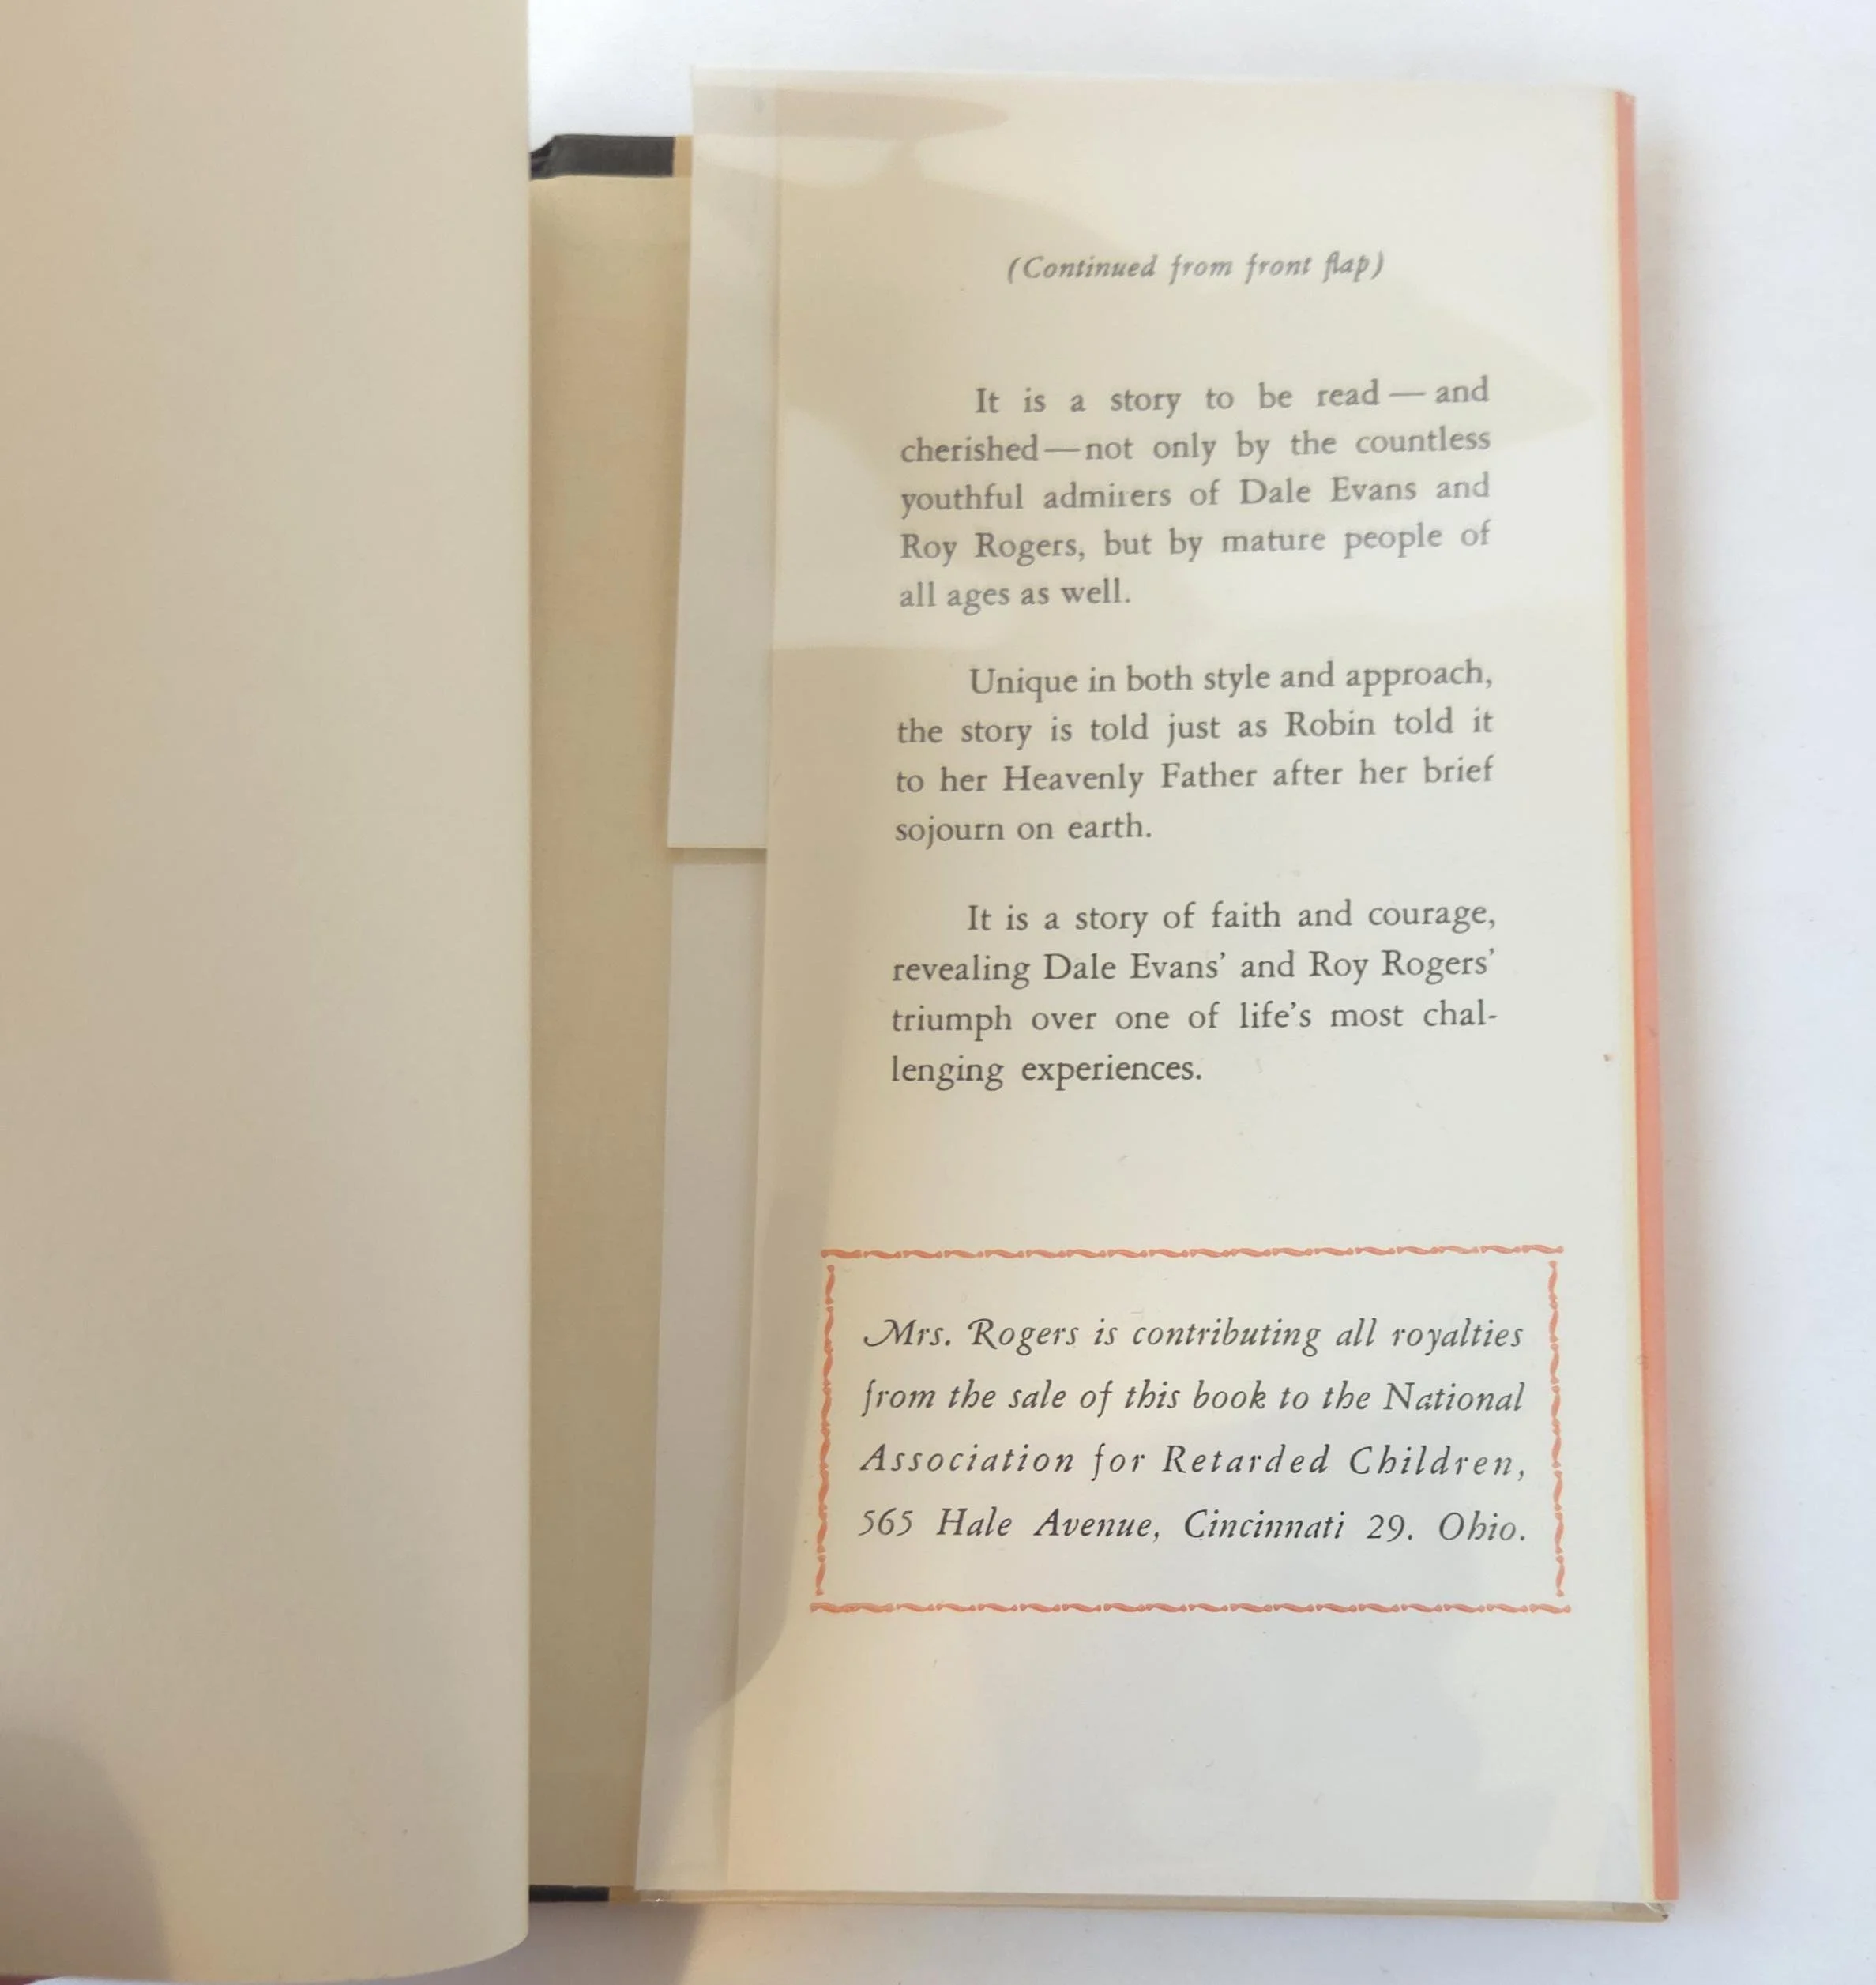 (Continued from front flap)
It is a story to be read — and
cherished — not only by the countless
youthful admirers of Dale Evans and
Roy Rogers, but by mature people of
all ages as well.
Unique in both style and approach,
the story is told just as Robin told it
to her Heavenly Father after her brief
sojourn on earth.
It is a story of faith and courage,
revealing Dale Evans’ and Roy Rogers’
triumph over one of life’s most chal-
lenging experiences.
Mrs. Rogers is contributing all royalties
from the sale of this book to the National
Association for Retarded Children,
565 Hale Avenue, Cincinnati 29. Ohio.